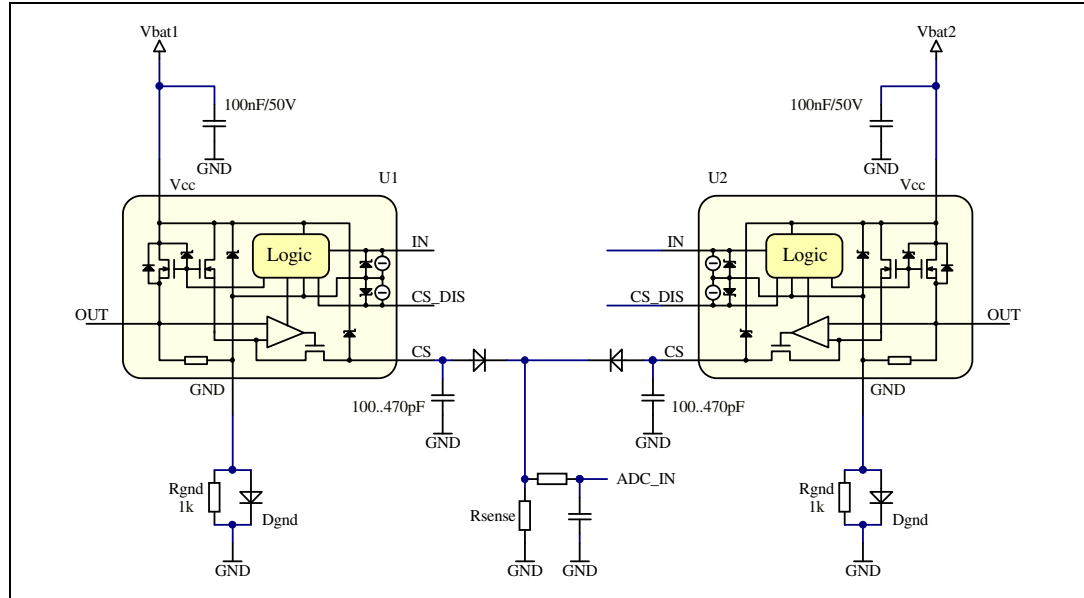 Vbat1
Vbat2
100nF/50V
100nF/50V
GND
GND
Vcc
U1
U2
Vcc
Logic
IN
IN
Logic
CS_DIS
CS_DIS
OUT
OUT
CS
CS
GND
GND
100..470pF
100..470pF
GND
GND
Rgnd
1k
Dgnd
Rsense
ADC_IN
Rgnd
1k
Dgnd
GND
GND
GND
GND